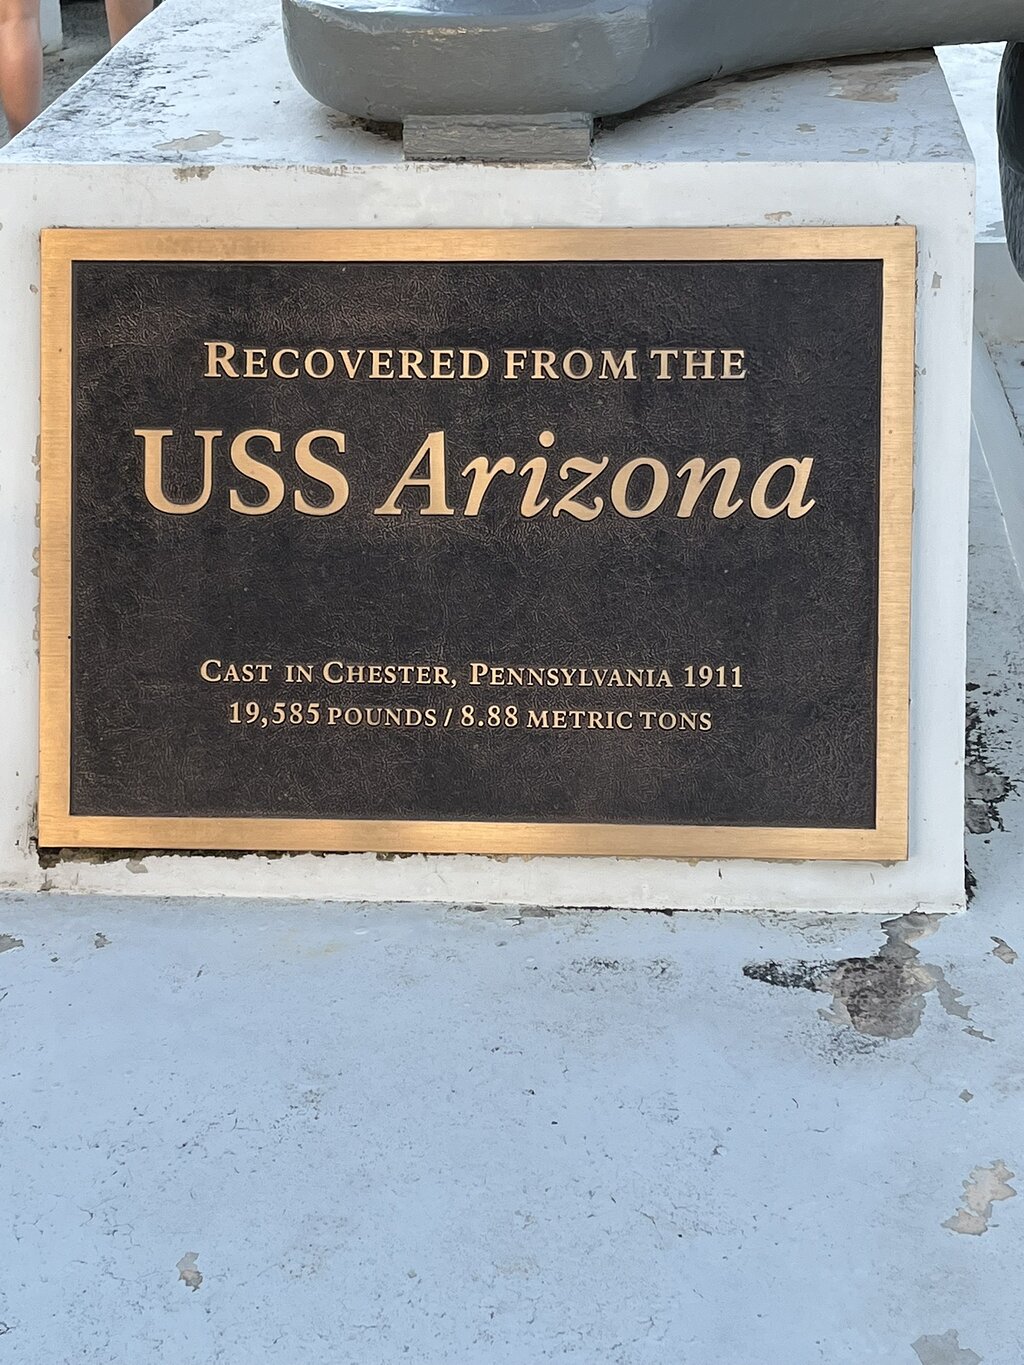 Recovered from the
USS Arizona
Cast in Chester, Pennsylvania 1911
19,585 pounds / 8.88 metric tons